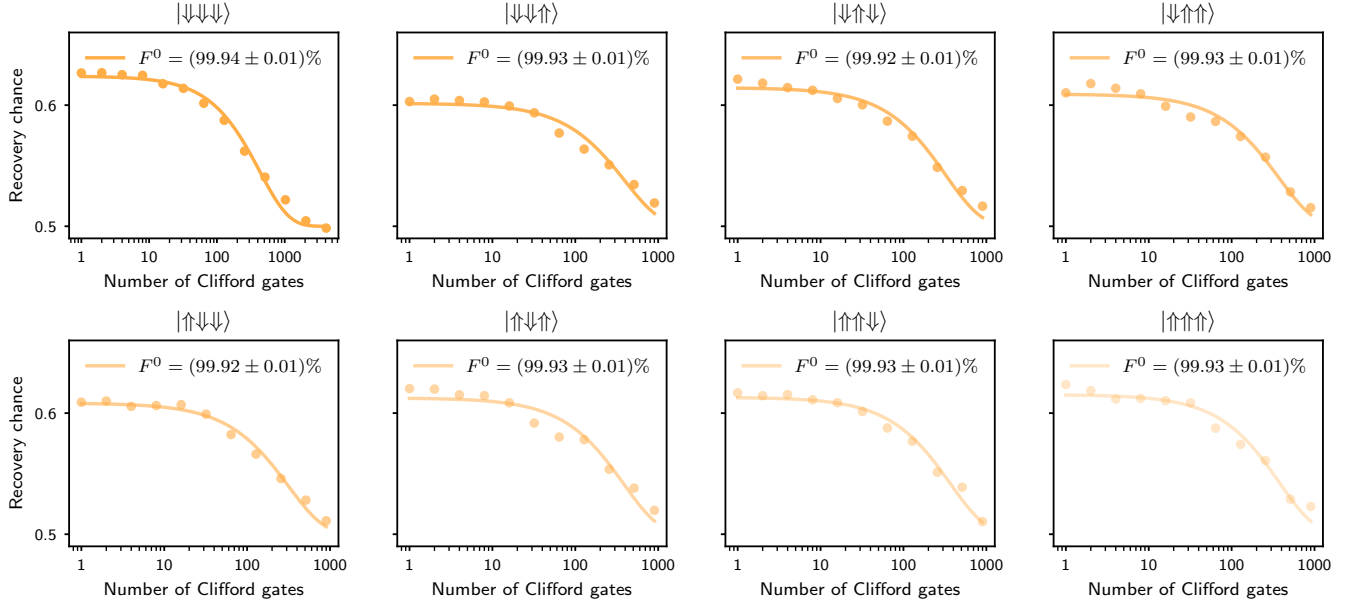 |⇓⇓⇓⟩
|⇓⇓⇑⟩
|⇓⇑⇓⟩
|⇓⇑⇑⟩
F⁰ = (99.94 ± 0.01)%
F⁰ = (99.93 ± 0.01)%
F⁰ = (99.92 ± 0.01)%
F⁰ = (99.93 ± 0.01)%
Recovery chance
0.6
0.5
1 10 100 1000
1 10 100 1000
1 10 100 1000
1 10 100 1000
Number of Clifford gates
Number of Clifford gates
Number of Clifford gates
Number of Clifford gates
|⇑⇓⇓⟩
|⇑⇓⇑⟩
|⇑⇑⇓⟩
|⇑⇑⇑⟩
F⁰ = (99.92 ± 0.01)%
F⁰ = (99.93 ± 0.01)%
F⁰ = (99.93 ± 0.01)%
F⁰ = (99.93 ± 0.01)%
Recovery chance
0.6
0.5
1 10 100 1000
1 10 100 1000
1 10 100 1000
1 10 100 1000
Number of Clifford gates
Number of Clifford gates
Number of Clifford gates
Number of Clifford gates